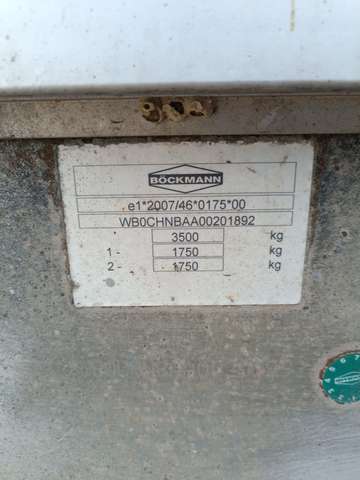 BÖCKMANN
e1*2007/46*0175*00
WB0CHNBAA00201892
3500 kg
1 - 1750 kg
2 - 1750 kg